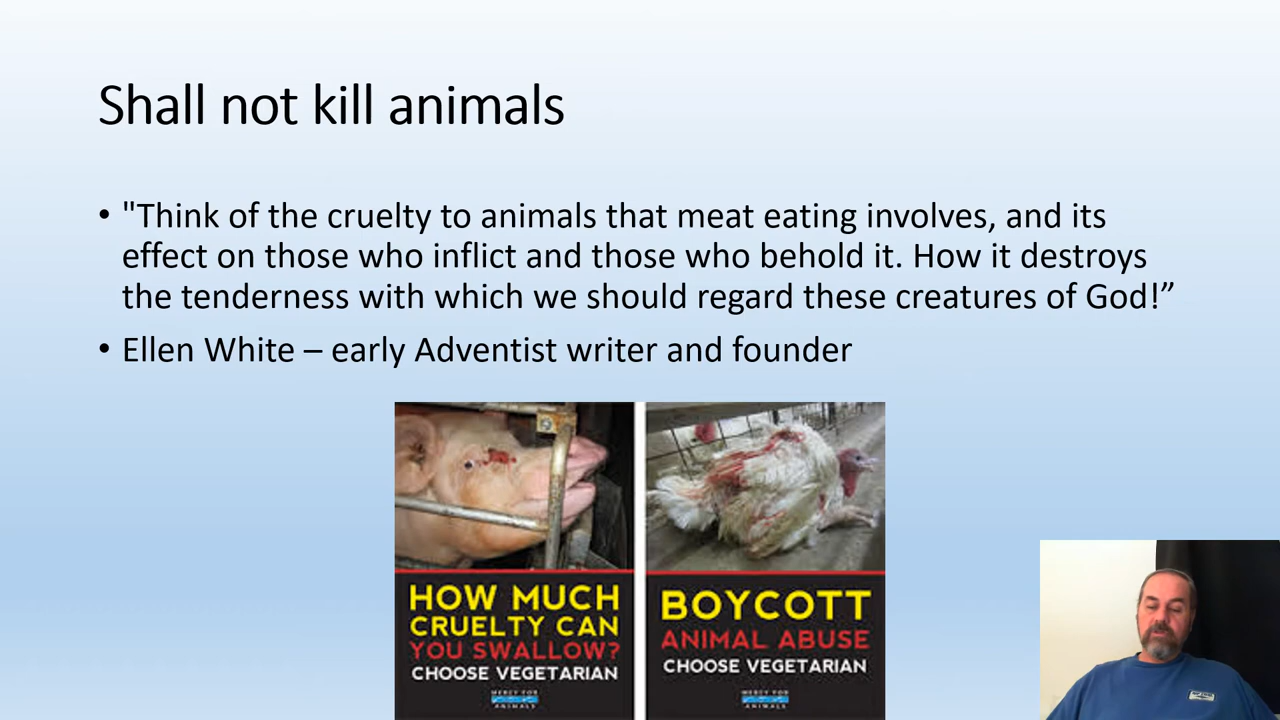 Shall not kill animals
• "Think of the cruelty to animals that meat eating involves, and its
effect on those who inflict and those who behold it. How it destroys
the tenderness with which we should regard these creatures of God!”
• Ellen White – early Adventist writer and founder
HOW MUCH
CRUELTY CAN
YOU SWALLOW?
CHOOSE VEGETARIAN
MERCY FOR
ANIMALS
BOYCOTT
ANIMAL ABUSE
CHOOSE VEGETARIAN
MERCY FOR
ANIMALS